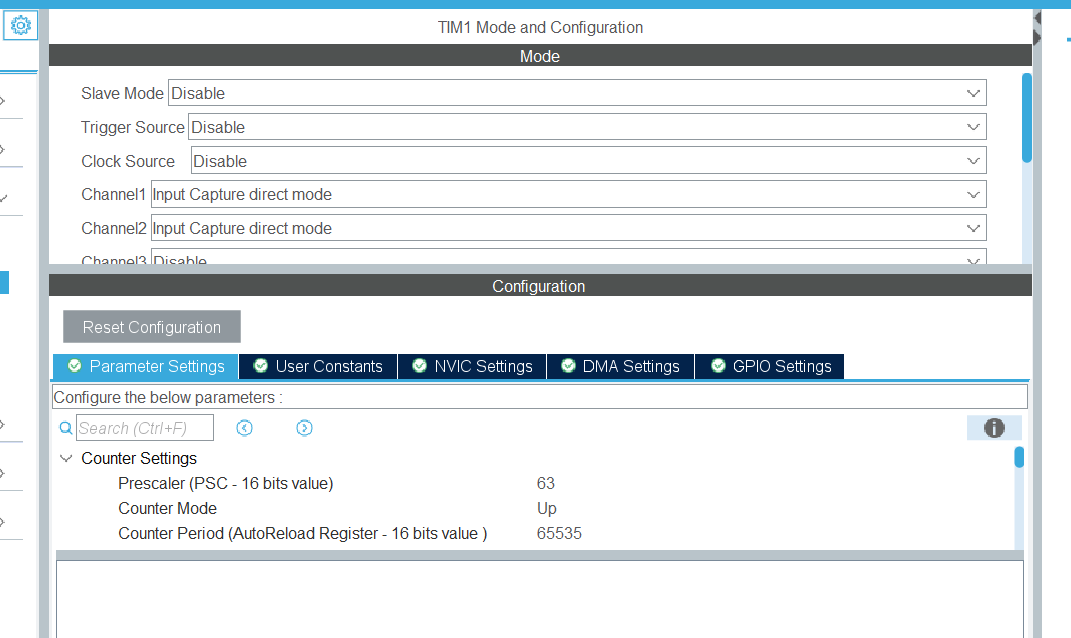 TIM1 Mode and Configuration
Mode
Slave Mode Disable
Trigger Source Disable
Clock Source Disable
Channel1 Input Capture direct mode
Channel2 Input Capture direct mode
Channel3 Disable
Configuration
Reset Configuration
Parameter Settings User Constants NVIC Settings DMA Settings GPIO Settings
Configure the below parameters :
Search (Ctrl+F)
Counter Settings
Prescaler (PSC - 16 bits value) 63
Counter Mode Up
Counter Period (AutoReload Register - 16 bits value ) 65535